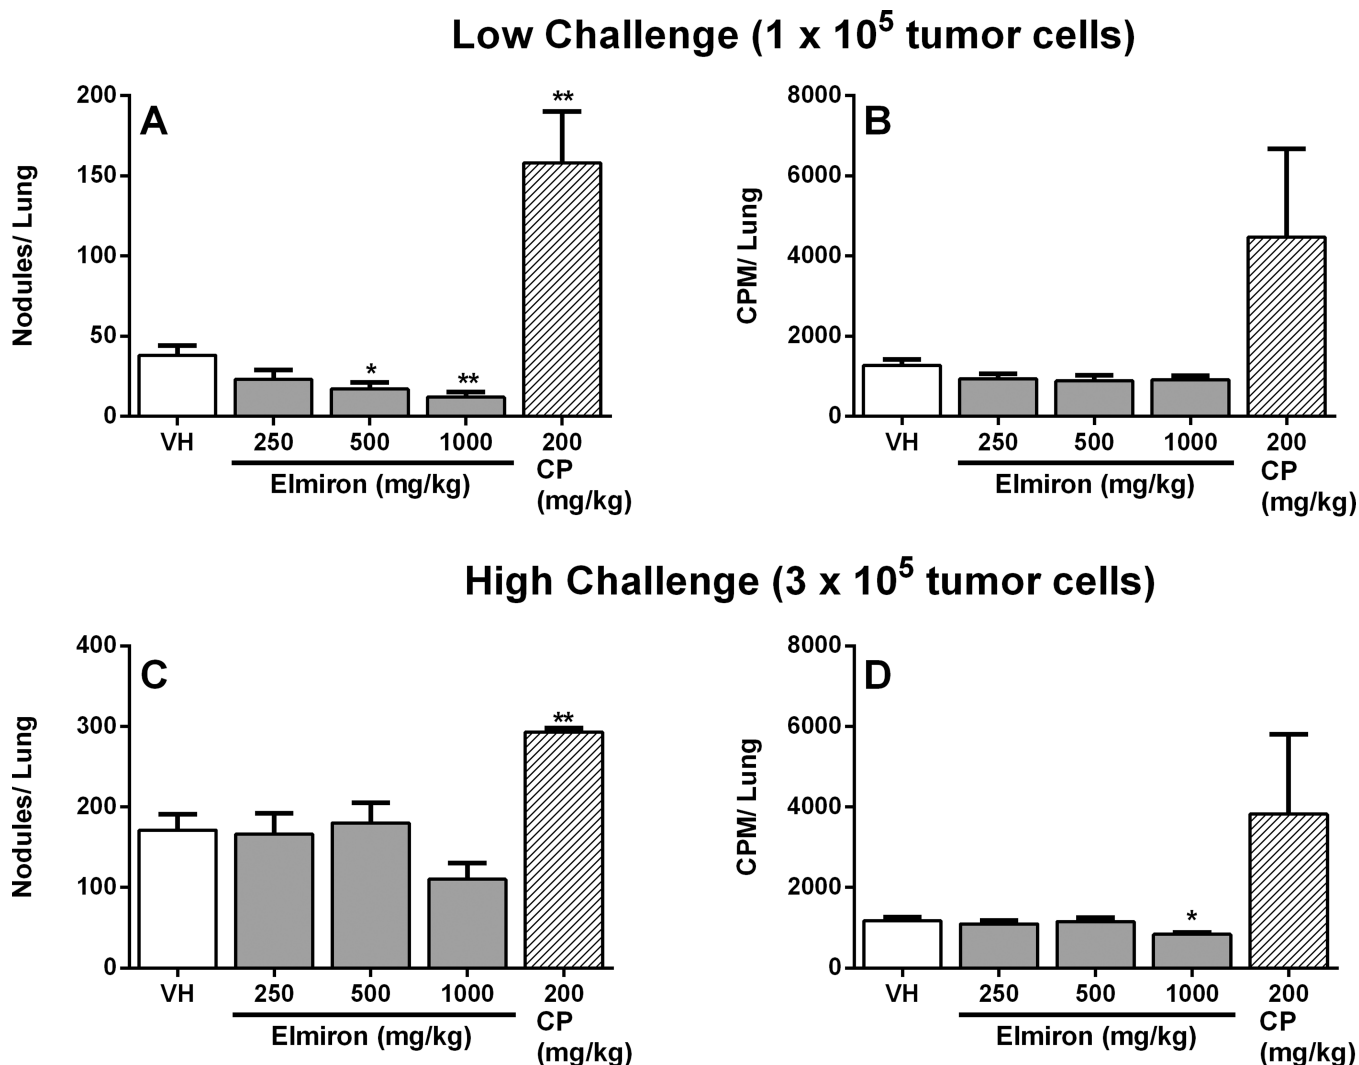 Low Challenge (1 x 10⁵ tumor cells)
A
Nodules/ Lung
200
150
100
50
0
**
*
**
VH 250 500 1000 200
Elmiron (mg/kg)
CP
(mg/kg)
B
CPM/ Lung
8000
6000
4000
2000
0
VH 250 500 1000 200
Elmiron (mg/kg)
CP
(mg/kg)
High Challenge (3 x 10⁵ tumor cells)
C
Nodules/ Lung
400
300
200
100
0
**
VH 250 500 1000 200
Elmiron (mg/kg)
CP
(mg/kg)
D
CPM/ Lung
8000
6000
4000
2000
0
*
VH 250 500 1000 200
Elmiron (mg/kg)
CP
(mg/kg)